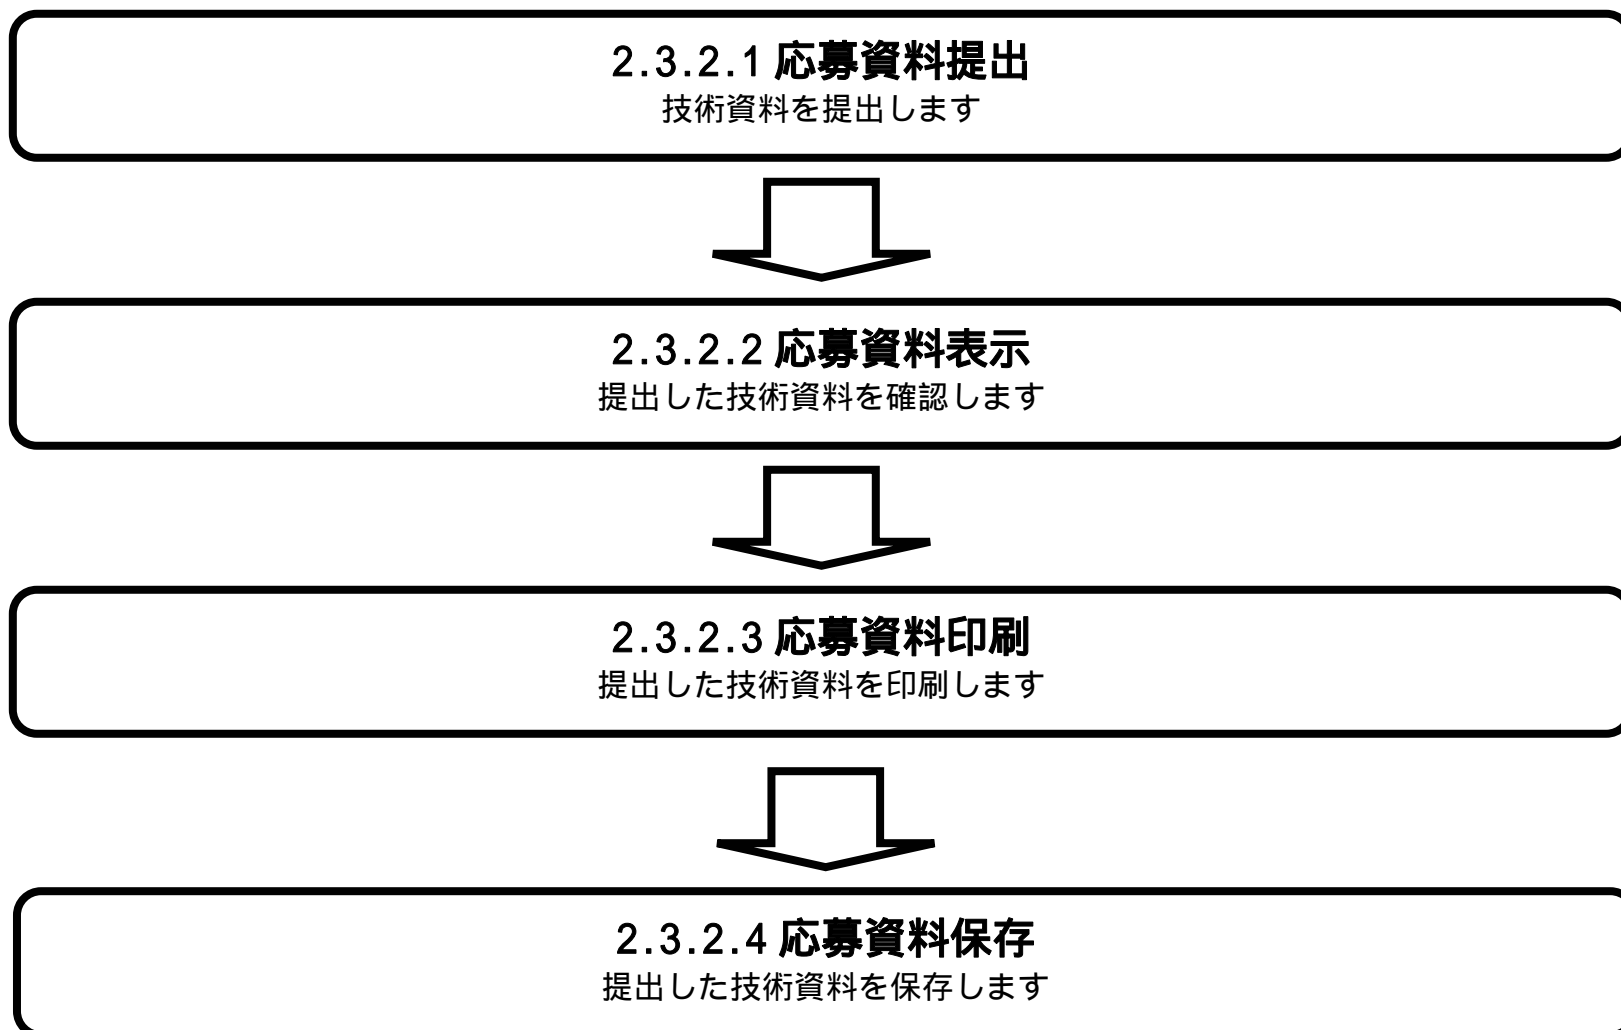 2.3.2.1 応募資料提出
技術資料を提出します
2.3.2.2 応募資料表示
提出した技術資料を確認します
2.3.2.3 応募資料印刷
提出した技術資料を印刷します
2.3.2.4 応募資料保存
提出した技術資料を保存します